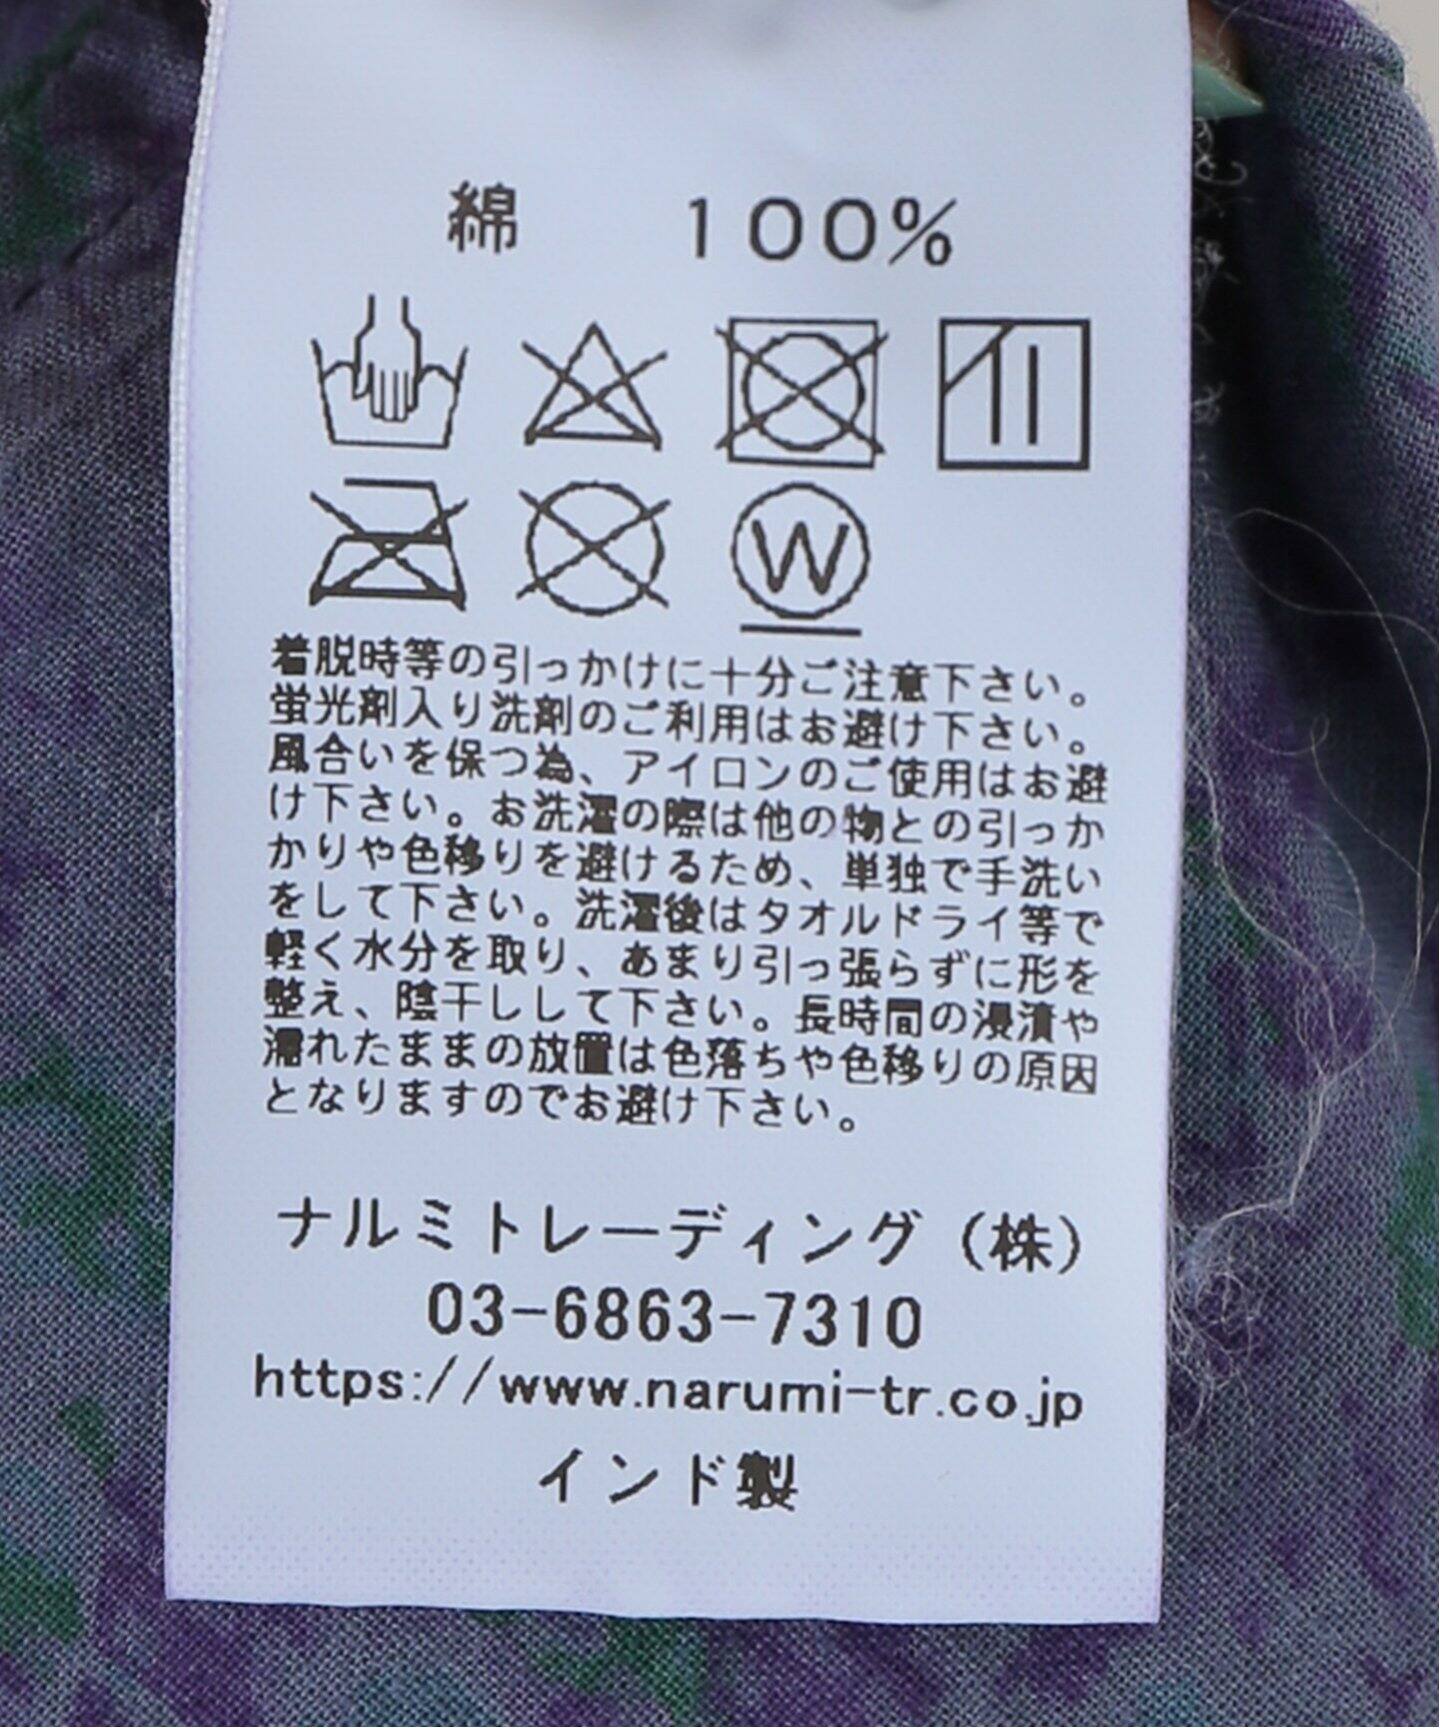 綿 100%
W
着脱時等の引っかけに十分ご注意下さい。
蛍光剤入り洗剤のご利用はお避け下さい。
風合いを保つ為、アイロンのご使用はお避
け下さい。お洗濯の際は他の物との引っか
かりや色移りを避けるため、単独で手洗い
をして下さい。洗濯後はタオルドライ等で
軽く水分を取り、あまり引っ張らずに形を
整え、陰干しして下さい。長時間の浸漬や
濡れたままの放置は色落ちや色移りの原因
となりますのでお避け下さい。
ナルミトレーディング(株)
03-6863-7310
https://www.narumi-tr.co.jp
インド製